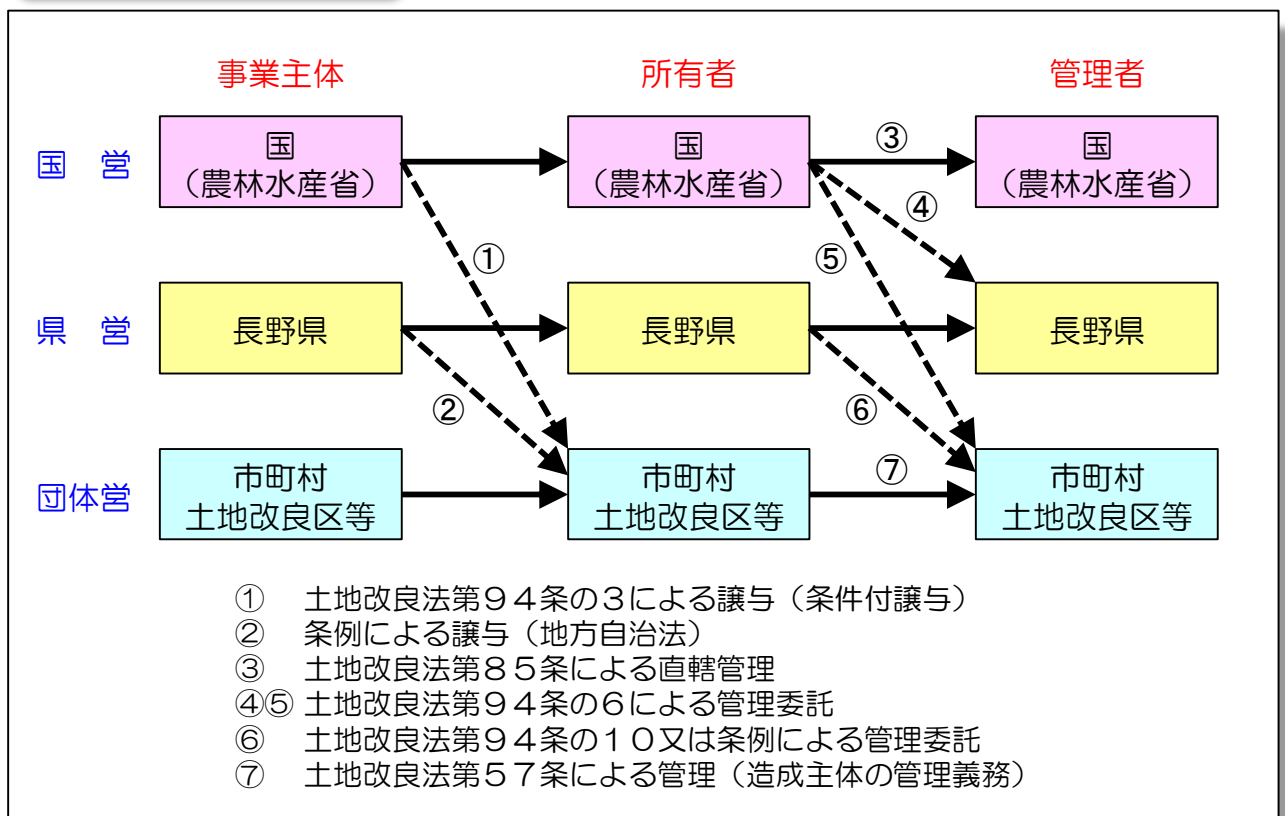 事業主体　所有者　管理者
国　営
国
（農林水産省）
国
（農林水産省）
③
国
（農林水産省）
④
①
⑤
県　営
長野県
長野県
長野県
②
⑥
団体営
市町村
土地改良区等
市町村
土地改良区等
⑦
市町村
土地改良区等
①　土地改良法第９４条の３による譲与（条件付譲与）
②　条例による譲与（地方自治法）
③　土地改良法第８５条による直轄管理
④⑤ 土地改良法第９４条の６による管理委託
⑥　土地改良法第９４条の１０又は条例による管理委託
⑦　土地改良法第５７条による管理（造成主体の管理義務）